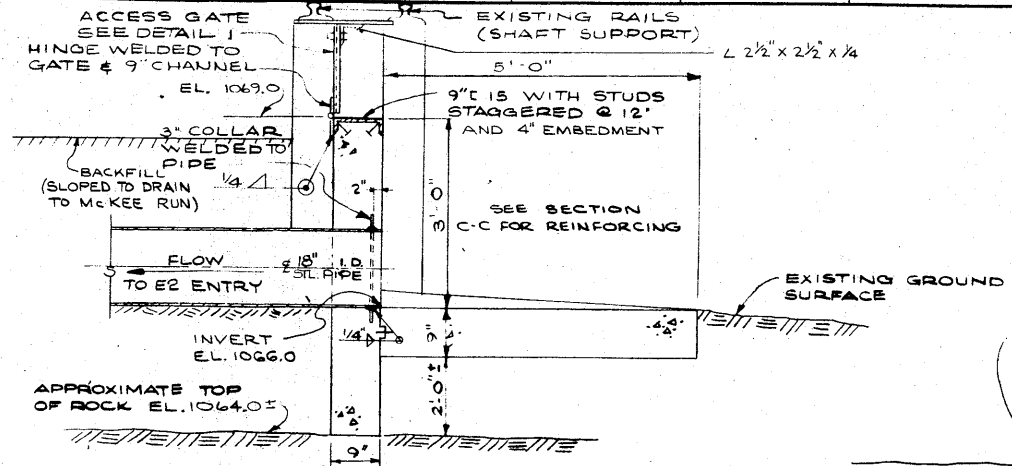 ACCESS GATE
SEE DETAIL 1
HINGE WELDED TO
GATE & 9" CHANNEL
EL. 1069.0
EXISTING RAILS
(SHAFT SUPPORT)
L 2½" x 2½" x ¼
5'-0"
9"[ 15 WITH STUDS
STAGGERED @ 12"
AND 4" EMBEDMENT
3" COLLAR
WELDED TO
PIPE
BACKFILL
(SLOPED TO DRAIN
TO McKEE RUN)
1/4
2"
3'-0"
SEE SECTION
C-C FOR REINFORCING
FLOW
TO E2 ENTRY
℄ 18" I.D.
STL. PIPE
EXISTING GROUND
SURFACE
INVERT
EL. 1066.0
1/4"
9"
2'-0"±
APPROXIMATE TOP
OF ROCK EL. 1064.0±
9"